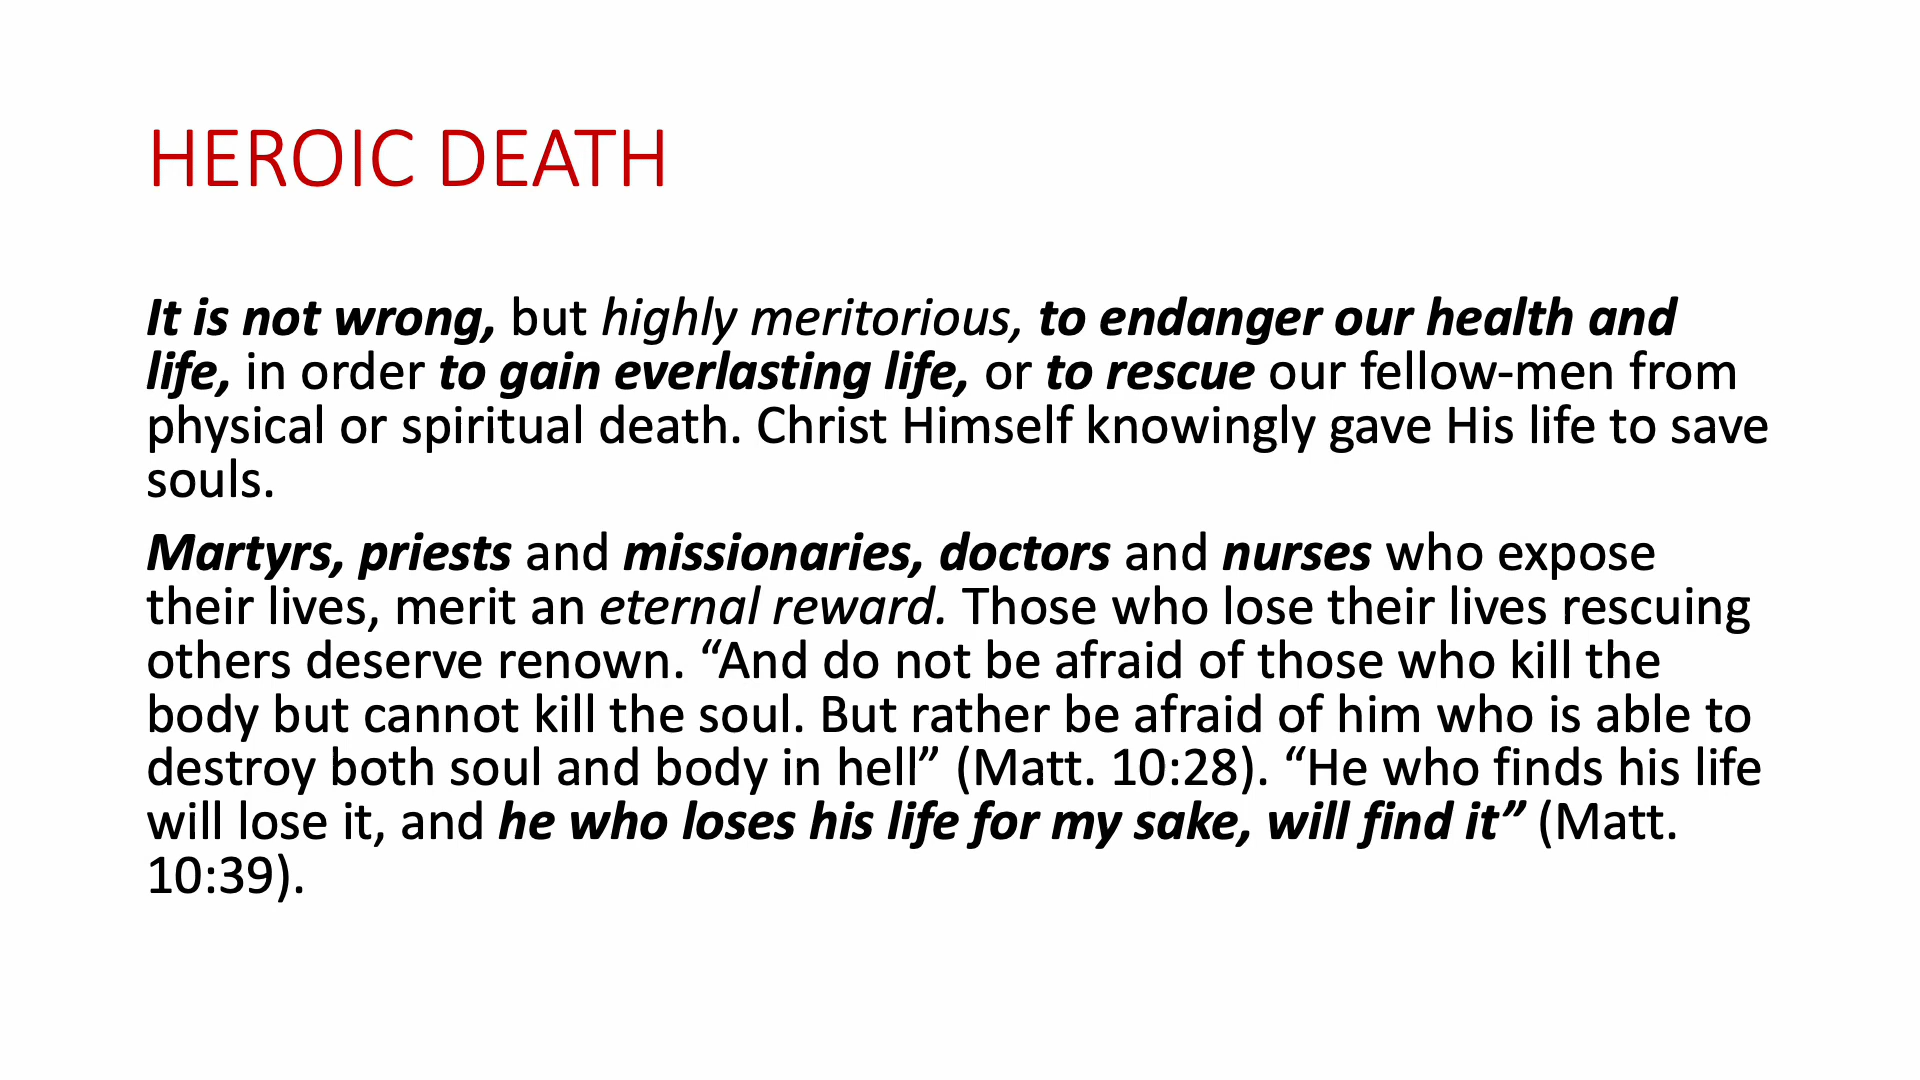 HEROIC DEATH
It is not wrong, but highly meritorious, to endanger our health and
life, in order to gain everlasting life, or to rescue our fellow-men from
physical or spiritual death. Christ Himself knowingly gave His life to save
souls.
Martyrs, priests and missionaries, doctors and nurses who expose
their lives, merit an eternal reward. Those who lose their lives rescuing
others deserve renown. “And do not be afraid of those who kill the
body but cannot kill the soul. But rather be afraid of him who is able to
destroy both soul and body in hell” (Matt. 10:28). “He who finds his life
will lose it, and he who loses his life for my sake, will find it” (Matt.
10:39).